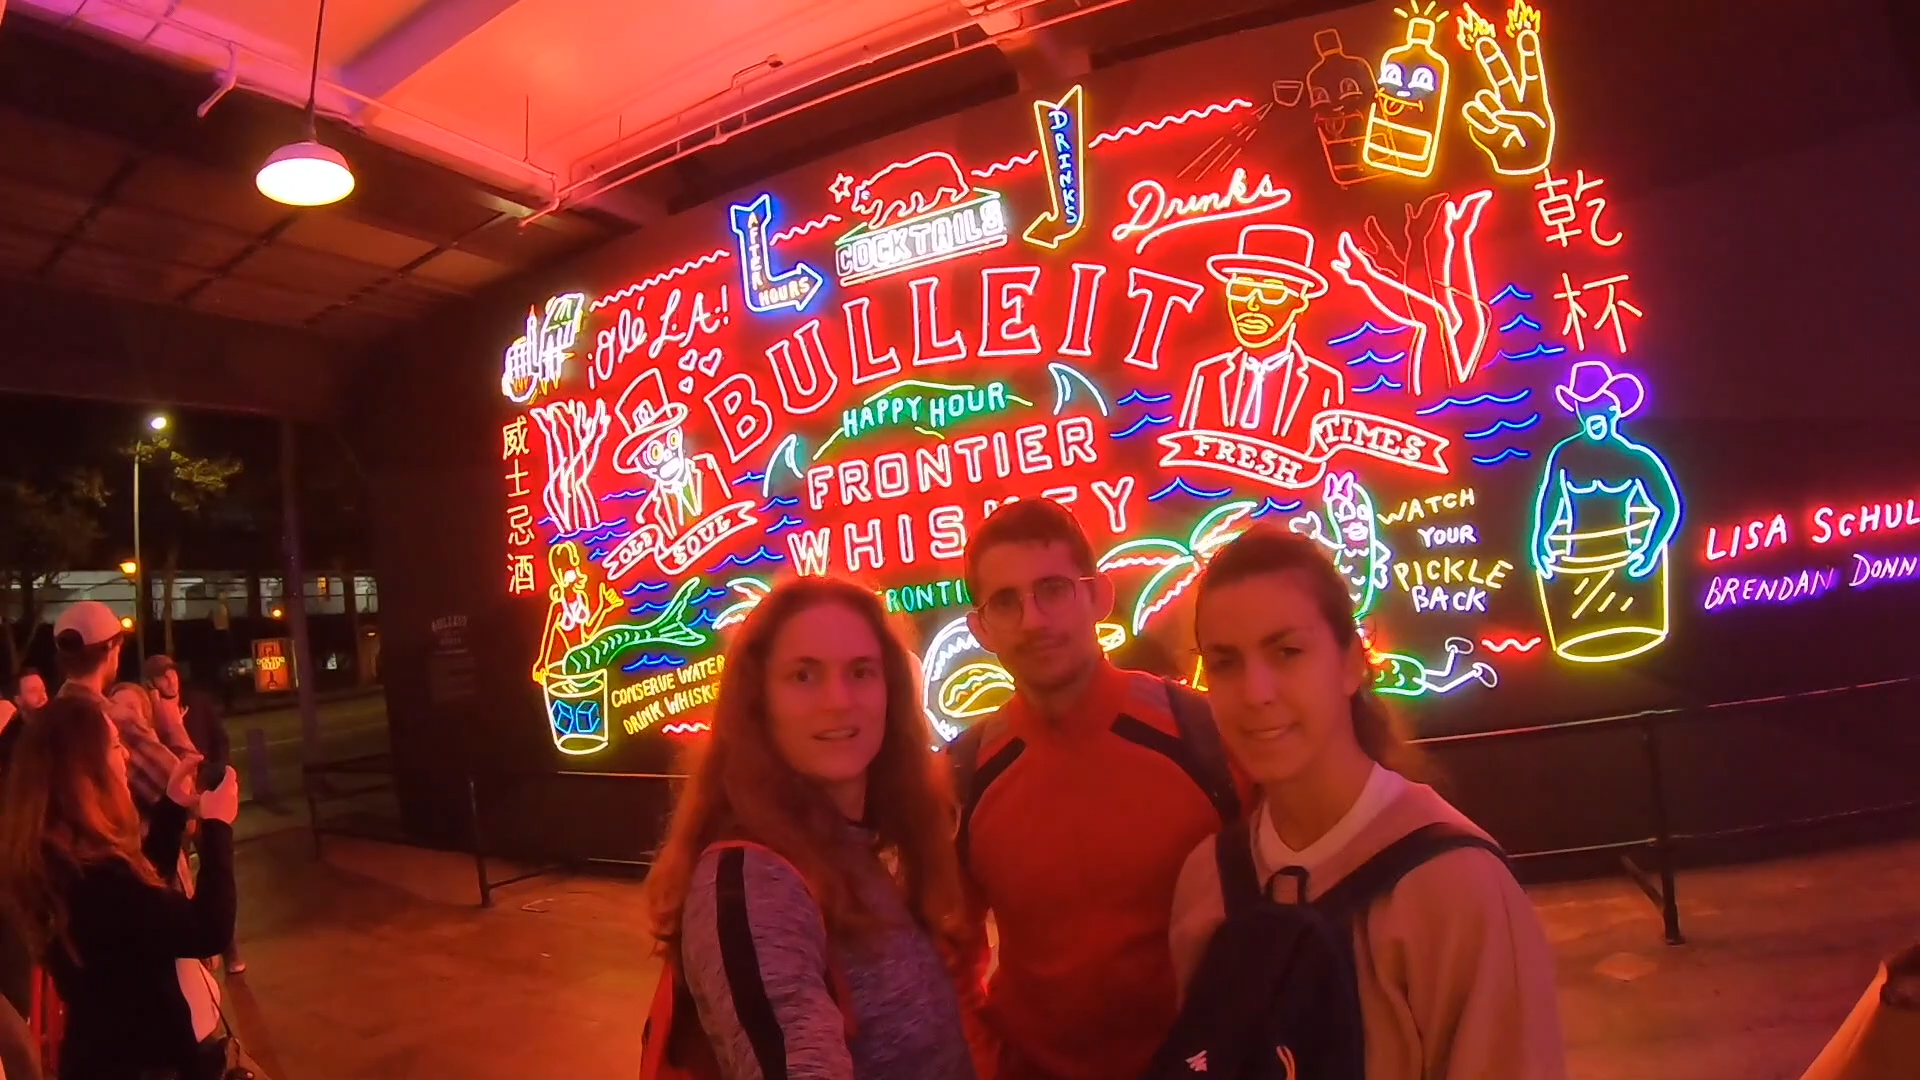 DRINKS
AFTER
HOURS
COCKTAILS
Drinks
¡Olé L.A.!
BULLEIT
乾杯
HAPPY HOUR
FRONTIER
WHISKEY
FRESH TIMES
威士忌酒
OLD SOUL
WATCH
YOUR
PICKLE
BACK
LISA SCHUL
BRENDAN DONN
CONSERVE WATER
DRINK WHISKE